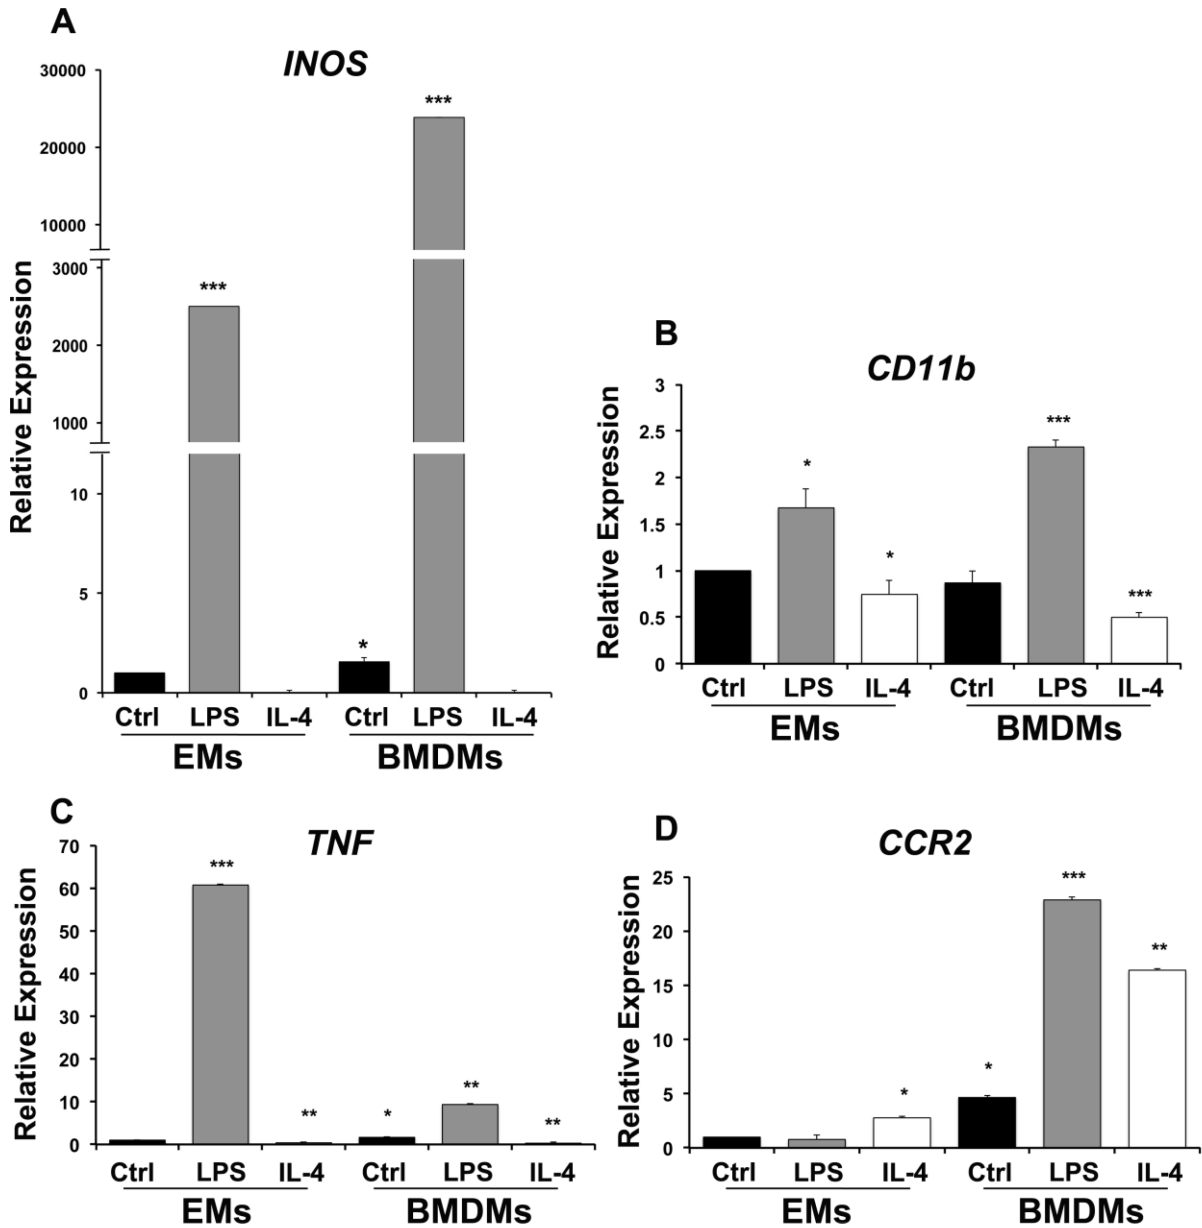 A
INOS
Relative Expression
30000
20000
10000
3000
2000
1000
10
5
0
***
***
*
Ctrl LPS IL-4 Ctrl LPS IL-4
EMs BMDMs
B
CD11b
Relative Expression
3
2.5
2
1.5
1
0.5
0
*
*
***
***
Ctrl LPS IL-4 Ctrl LPS IL-4
EMs BMDMs
C
TNF
Relative Expression
70
60
50
40
30
20
10
0
***
**
*
**
**
Ctrl LPS IL-4 Ctrl LPS IL-4
EMs BMDMs
D
CCR2
Relative Expression
25
20
15
10
5
0
*
*
***
**
Ctrl LPS IL-4 Ctrl LPS IL-4
EMs BMDMs